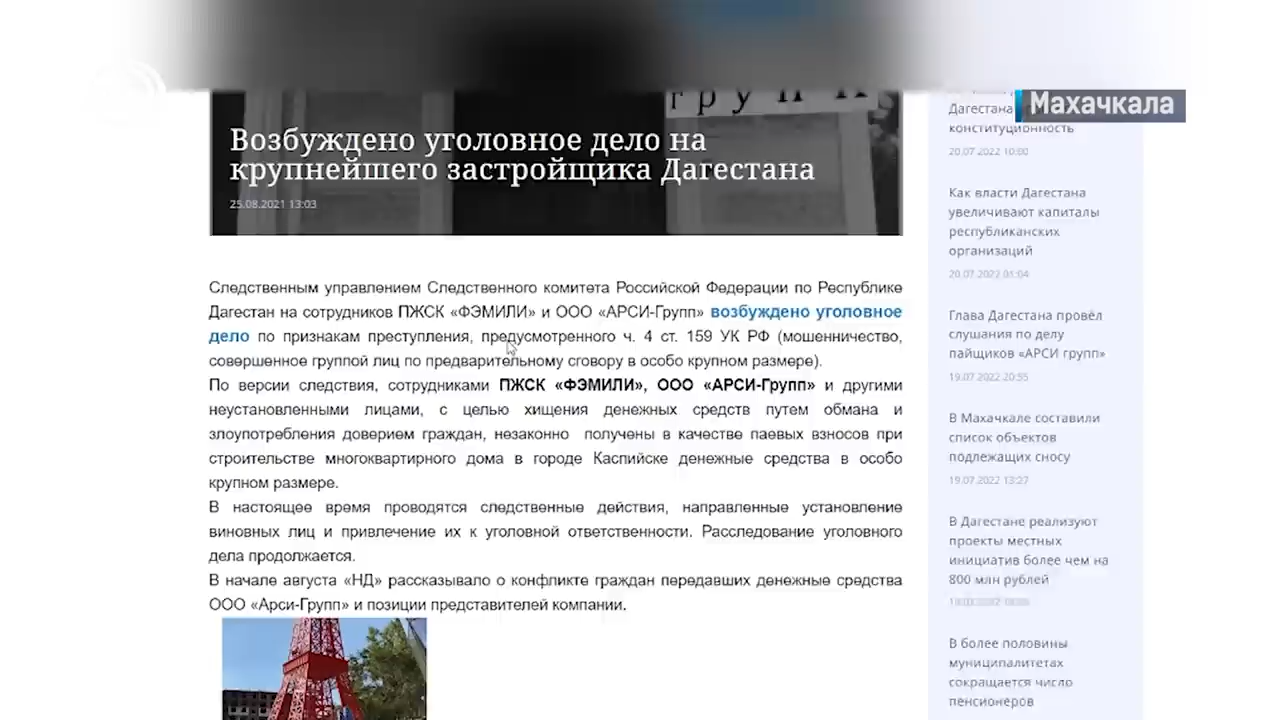 групп
Махачкала
Возбуждено уголовное дело на
крупнейшего застройщика Дагестана
25.08.2021 13:03
Следственным управлением Следственного комитета Российской Федерации по Республике
Дагестан на сотрудников ПЖСК «ФЭМИЛИ» и ООО «АРСИ-Групп» возбуждено уголовное
дело по признакам преступления, предусмотренного ч. 4 ст. 159 УК РФ (мошенничество,
совершенное группой лиц по предварительному сговору в особо крупном размере).
По версии следствия, сотрудниками ПЖСК «ФЭМИЛИ», ООО «АРСИ-Групп» и другими
неустановленными лицами, с целью хищения денежных средств путем обмана и
злоупотребления доверием граждан, незаконно получены в качестве паевых взносов при
строительстве многоквартирного дома в городе Каспийске денежные средства в особо
крупном размере.
В настоящее время проводятся следственные действия, направленные установление
виновных лиц и привлечение их к уголовной ответственности. Расследование уголовного
дела продолжается.
В начале августа «НД» рассказывало о конфликте граждан передавших денежные средства
ООО «Арси-Групп» и позиции представителей компании.
Дагестана
конституционность
20.07.2022 10:00
Как власти Дагестана
увеличивают капиталы
республиканских
организаций
20.07.2022 01:04
Глава Дагестана провёл
слушания по делу
пайщиков «АРСИ групп»
19.07.2022 20:55
В Махачкале составили
список объектов
подлежащих сносу
19.07.2022 13:27
В Дагестане реализуют
проекты местных
инициатив более чем на
800 млн рублей
В более половины
муниципалитетах
сокращается число
пенсионеров